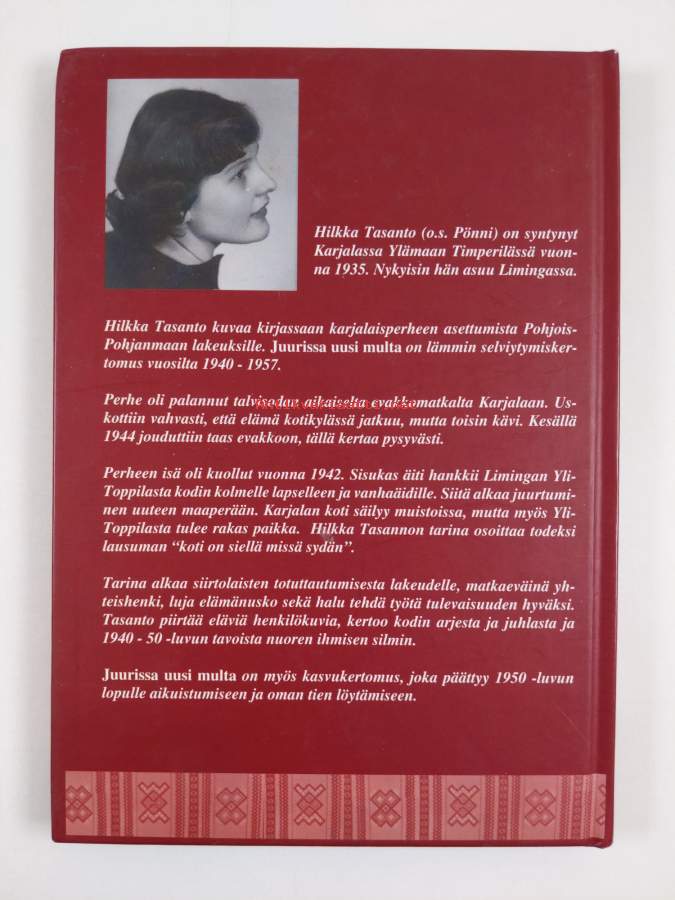 Hilkka Tasanto (o.s. Pönni) on syntynyt
Karjalassa Ylämaan Timperilässä vuon-
na 1935. Nykyisin hän asuu Limingassa.
Hilkka Tasanto kuvaa kirjassaan karjalaisperheen asettumista Pohjois-
Pohjanmaan lakeuksille. Juurissa uusi multa on lämmin selviytymisker-
tomus vuosilta 1940 - 1957.
Perhe oli palannut talvisodan aikaiselta evakkomatkalta Karjalaan. Us-
kottiin vahvasti, että elämä kotikylässä jatkuu, mutta toisin kävi. Kesällä
1944 jouduttiin taas evakkoon, tällä kertaa pysyvästi.
Perheen isä oli kuollut vuonna 1942. Sisukas äiti hankkii Limingan Yli-
Toppilasta kodin kolmelle lapselleen ja vanhaäidille. Siitä alkaa juurtumi-
nen uuteen maaperään. Karjalan koti säilyy muistoissa, mutta myös Yli-
Toppilasta tulee rakas paikka. Hilkka Tasannon tarina osoittaa todeksi
lausuman “koti on siellä missä sydän”.
Tarina alkaa siirtolaisten totuttautumisesta lakeudelle, matkaeväinä yh-
teishenki, luja elämänusko sekä halu tehdä työtä tulevaisuuden hyväksi.
Tasanto piirtää eläviä henkilökuvia, kertoo kodin arjesta ja juhlasta ja
1940 - 50 -luvun tavoista nuoren ihmisen silmin.
Juurissa uusi multa on myös kasvukertomus, joka päättyy 1950 -luvun
lopulle aikuistumiseen ja oman tien löytämiseen.